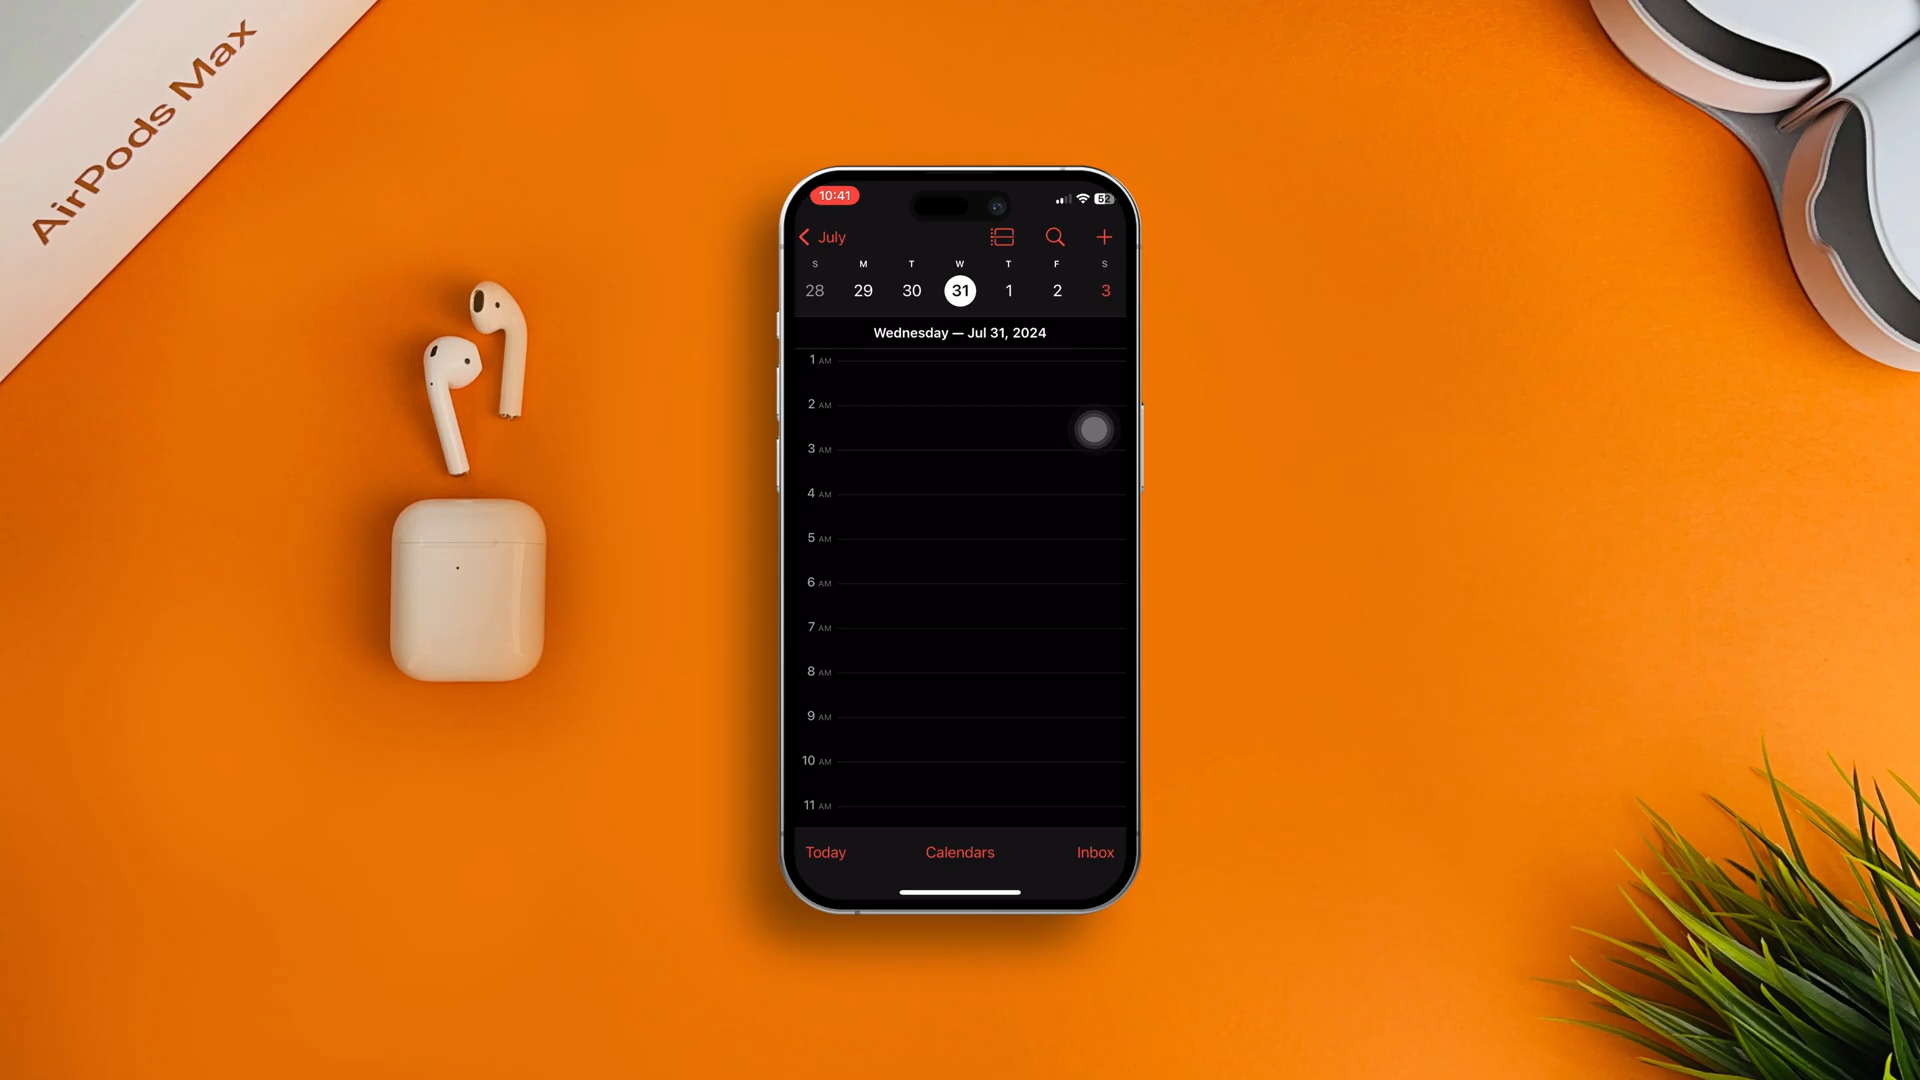 AirPods Max
10:41
52
July
S M T W T F S
28 29 30 31 1 2 3
Wednesday — Jul 31, 2024
1 AM
2 AM
3 AM
4 AM
5 AM
6 AM
7 AM
8 AM
9 AM
10 AM
11 AM
Today Calendars Inbox